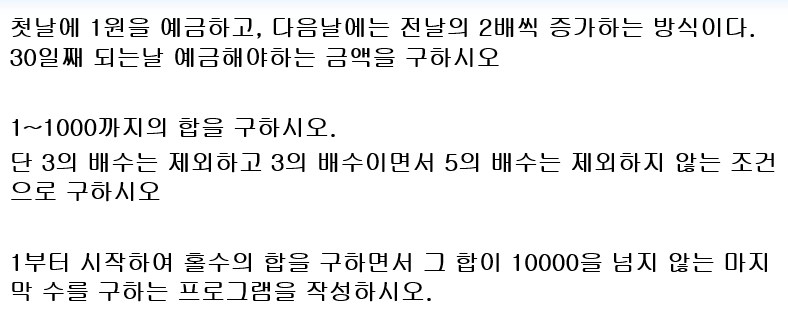 첫날에 1원을 예금하고, 다음날에는 전날의 2배씩 증가하는 방식이다.
30일째 되는날 예금해야하는 금액을 구하시오
1~1000까지의 합을 구하시오.
단 3의 배수는 제외하고 3의 배수이면서 5의 배수는 제외하지 않는 조건
으로 구하시오
1부터 시작하여 홀수의 합을 구하면서 그 합이 10000을 넘지 않는 마지
막 수를 구하는 프로그램을 작성하시오.